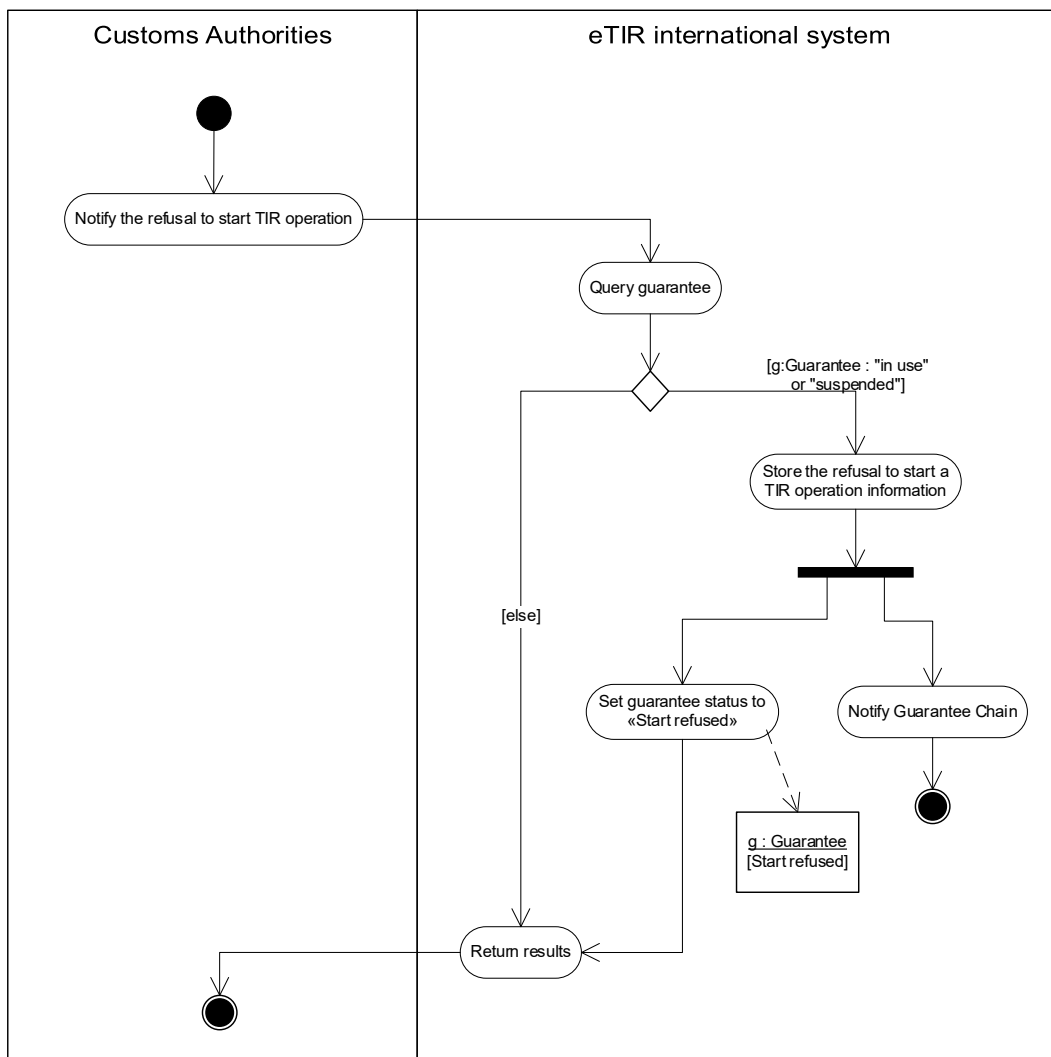 Customs Authorities
eTIR international system
Notify the refusal to start TIR operation
Query guarantee
[g:Guarantee : "in use"
or "suspended"]
Store the refusal to start a
TIR operation information
[else]
Set guarantee status to
«Start refused»
Notify Guarantee Chain
g : Guarantee
[Start refused]
Return results